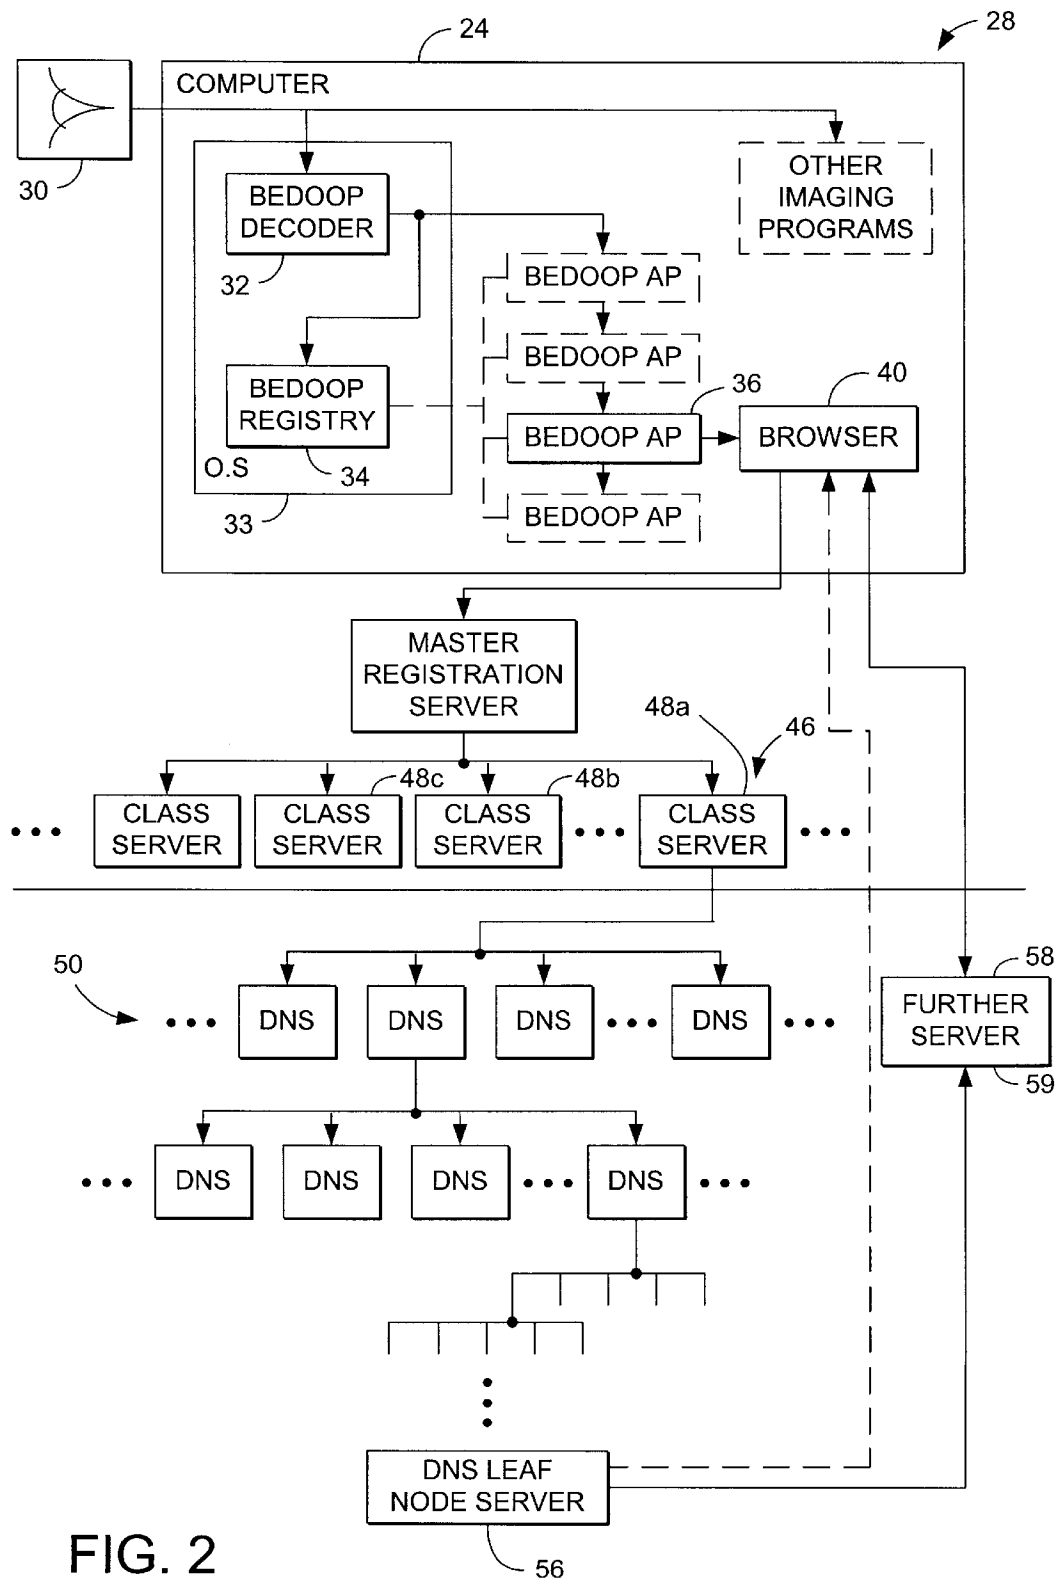 24
28
COMPUTER
30
OTHER
IMAGING
PROGRAMS
BEDOOP
DECODER
32
BEDOOP AP
BEDOOP AP
BEDOOP
REGISTRY
34
O.S
33
36
40
BEDOOP AP
BROWSER
BEDOOP AP
MASTER
REGISTRATION
SERVER
48a
46
48c
48b
CLASS
SERVER
CLASS
SERVER
CLASS
SERVER
CLASS
SERVER
50
DNS
DNS
DNS
DNS
58
FURTHER
SERVER
59
DNS
DNS
DNS
DNS
DNS LEAF
NODE SERVER
56
FIG. 2